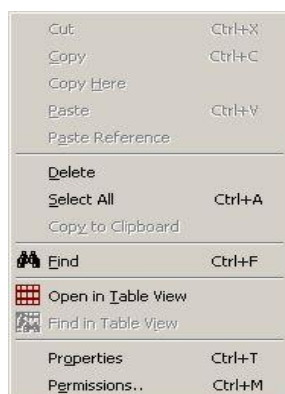 Cut Ctrl+X
Copy Ctrl+C
Copy Here
Paste Ctrl+V
Paste Reference
Delete
Select All Ctrl+A
Copy to Clipboard
Find Ctrl+F
Open in Table View
Find in Table View
Properties Ctrl+T
Permissions.. Ctrl+M